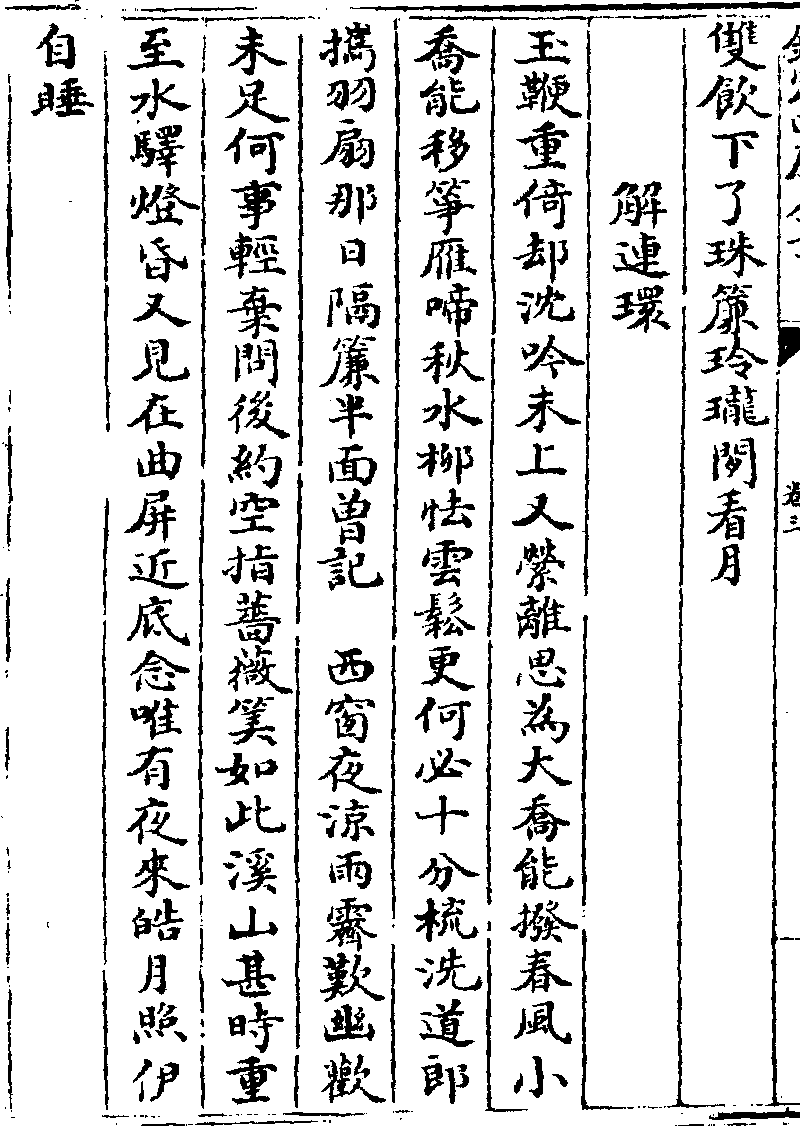 雙飲下了珠簾玲瓏閒看月
解連環
玉鞭重倚却沈吟未上又縈離思為大喬能撥春風小
喬能移筝雁啼秋水柳怯雲鬆更何必十分梳洗道郎
攜羽扇那日隔簾半面曾記　西窗夜涼雨霽歎幽歡
未足何事輕棄問後約空指薔薇筭如此溪山甚時重
至水驛燈昏又見在曲屏近底念唯有夜來皓月照伊
自睡
卷三